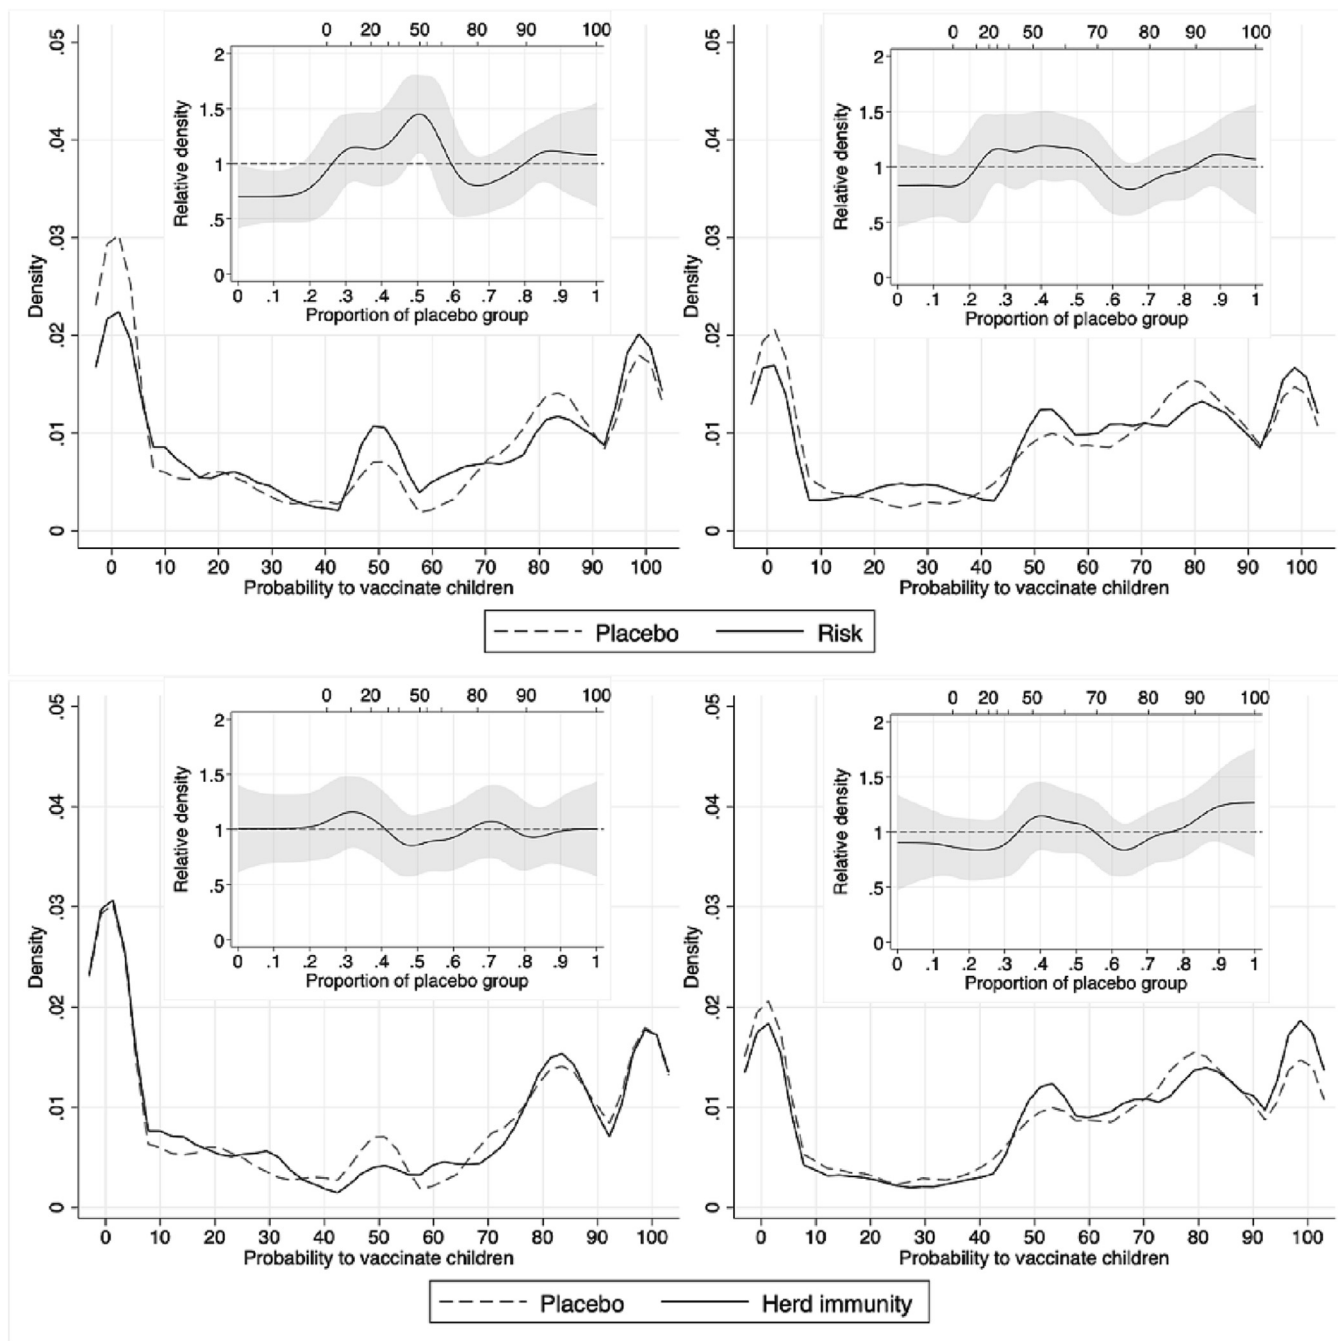 0 20 50 80 90 100
.05 .04 .03 .02 .01 0
Density
2 1.5 1 .5 0
Relative density
0 .1 .2 .3 .4 .5 .6 .7 .8 .9 1
Proportion of placebo group
0 10 20 30 40 50 60 70 80 90 100
Probability to vaccinate children
0 20 50 70 90 100
.05 .04 .03 .02 .01 0
Density
2 1.5 1 .5 0
Relative density
0 .1 .2 .3 .4 .5 .6 .7 .8 .9 1
Proportion of placebo group
0 10 20 30 40 50 60 70 80 90 100
Probability to vaccinate children
Placebo Risk
0 20 50 80 90 100
.05 .04 .03 .02 .01 0
Density
2 1.5 1 .5 0
Relative density
0 .1 .2 .3 .4 .5 .6 .7 .8 .9 1
Proportion of placebo group
0 10 20 30 40 50 60 70 80 90 100
Probability to vaccinate children
0 20 50 70 80 90 100
.05 .04 .03 .02 .01 0
Density
2 1.5 1 .5 0
Relative density
0 .1 .2 .3 .4 .5 .6 .7 .8 .9 1
Proportion of placebo group
0 10 20 30 40 50 60 70 80 90 100
Probability to vaccinate children
Placebo Herd immunity